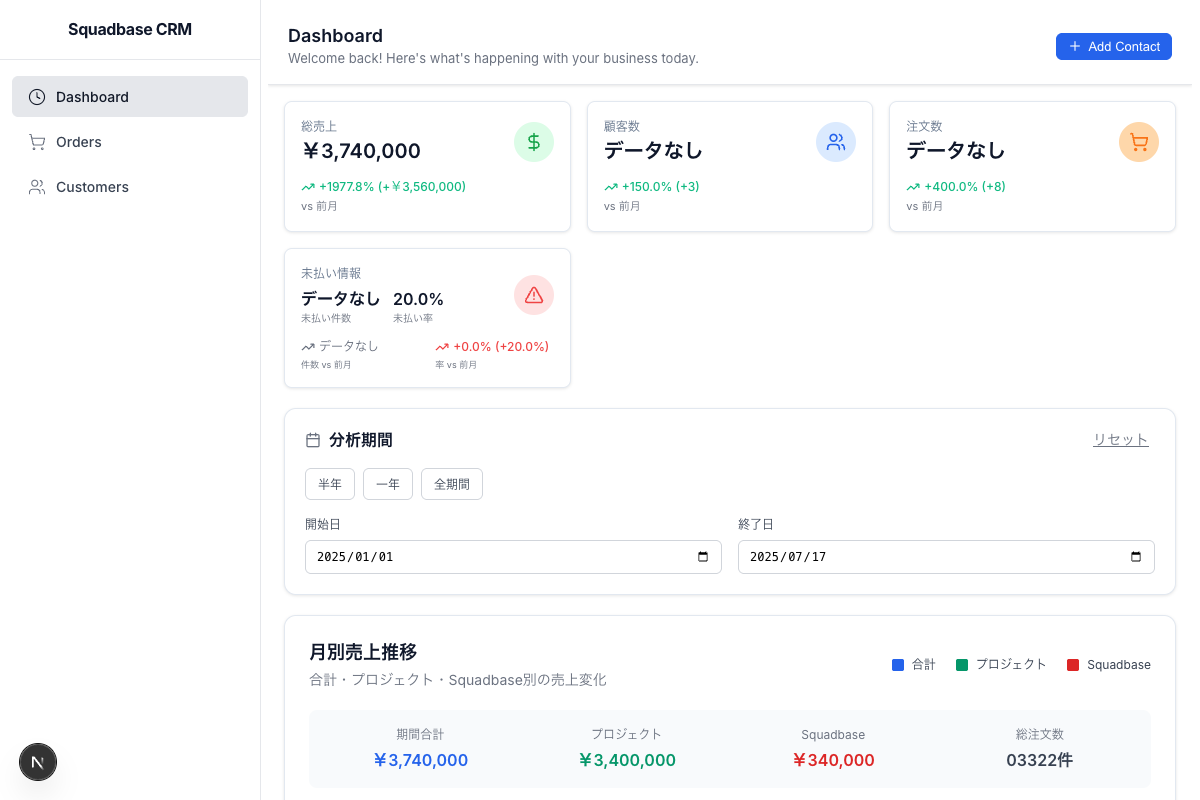 Squadbase CRM
Dashboard
Orders
Customers
Dashboard
Welcome back! Here's what's happening with your business today.
Add Contact
総売上
￥3,740,000
+1977.8% (+￥3,560,000)
vs 前月
顧客数
データなし
+150.0% (+3)
vs 前月
注文数
データなし
+400.0% (+8)
vs 前月
未払い情報
データなし 20.0%
未払い件数 未払い率
データなし +0.0% (+20.0%)
件数 vs 前月 率 vs 前月
分析期間
リセット
半年 一年 全期間
開始日 終了日
2025/01/01 2025/07/17
月別売上推移
合計・プロジェクト・Squadbase別の売上変化
合計 プロジェクト Squadbase
期間合計 プロジェクト Squadbase 総注文数
￥3,740,000 ￥3,400,000 ￥340,000 03322件
N